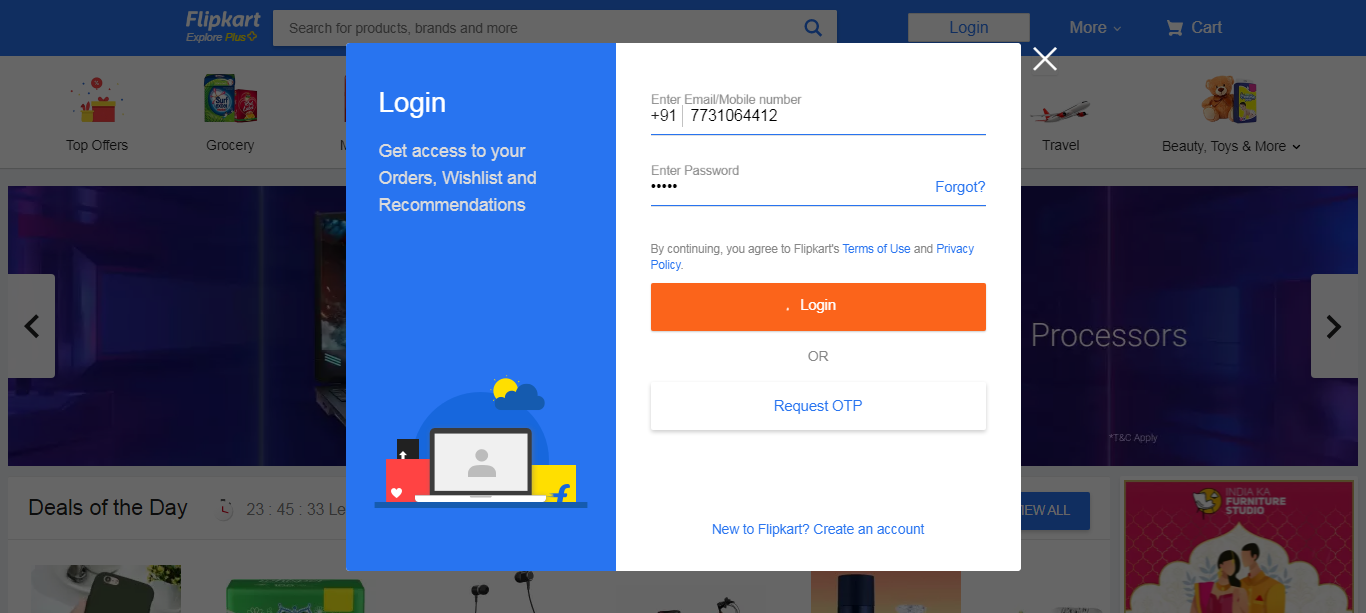 Flipkart
Explore Plus
Search for products, brands and more
Login
More
Cart
Top Offers
Grocery
M
Travel
Beauty, Toys & More
Login
Get access to your
Orders, Wishlist and
Recommendations
Enter Email/Mobile number
+91 7731064412
Enter Password
•••••
Forgot?
By continuing, you agree to Flipkart's Terms of Use and Privacy
Policy.
. Login
OR
Request OTP
New to Flipkart? Create an account
Processors
*T&C Apply
Deals of the Day
23 : 45 : 33 Le
IEW ALL
INDIA KA
FURNITURE
STUDIO